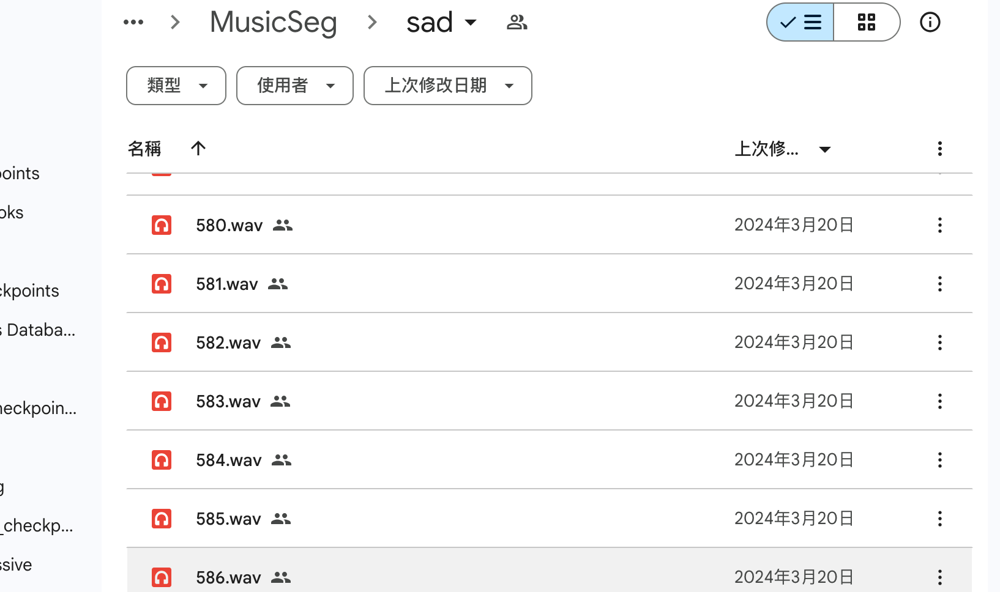 MusicSeg > sad
類型 使用者 上次修改日期
名稱 上次修...
points
580.wav 2024年3月20日
oks
581.wav 2024年3月20日
ckpoints
582.wav 2024年3月20日
s Databa...
583.wav 2024年3月20日
heckpoin...
584.wav 2024年3月20日
g
585.wav 2024年3月20日
_checkp...
586.wav 2024年3月20日
ssive